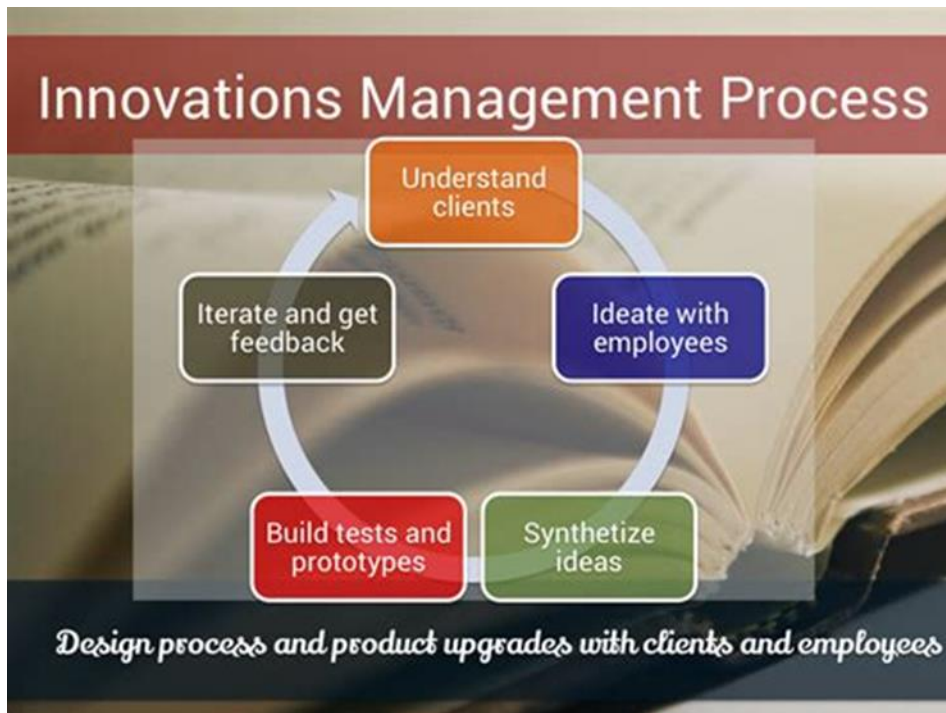 Innovations Management Process
Understand
clients
Ideate with
employees
Synthetize
ideas
Build tests and
prototypes
Iterate and get
feedback
Design process and product upgrades with clients and employees